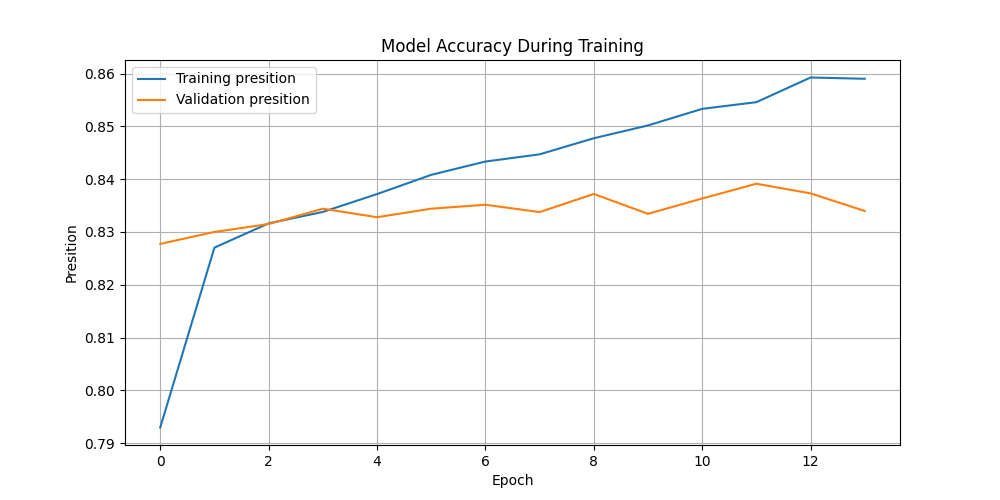 Model Accuracy During Training
Training presition
Validation presition
Presition
0.86
0.85
0.84
0.83
0.82
0.81
0.80
0.79
0 2 4 6 8 10 12
Epoch